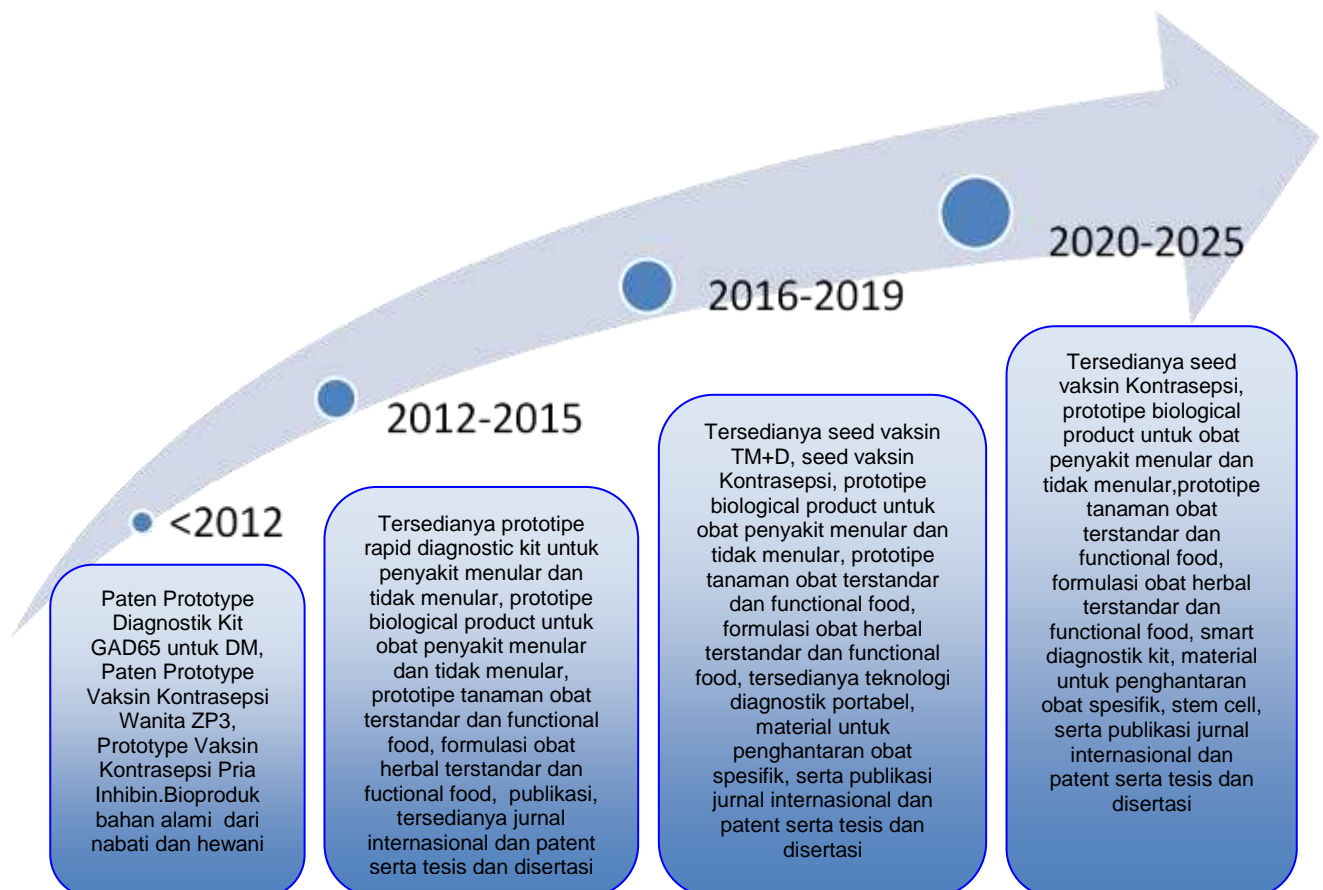 <2012
Paten Prototype
Diagnostik Kit
GAD65 untuk DM,
Paten Prototype
Vaksin Kontrasepsi
Wanita ZP3,
Prototype Vaksin
Kontrasepsi Pria
Inhibin.Bioproduk
bahan alami dari
nabati dan hewani
2012-2015
Tersedianya prototipe
rapid diagnostic kit untuk
penyakit menular dan
tidak menular, prototipe
biological product untuk
obat penyakit menular
dan tidak menular,
prototipe tanaman obat
terstandar dan functional
food, formulasi obat
herbal terstandar dan
fuctional food, publikasi,
tersedianya jurnal
internasional dan patent
serta tesis dan disertasi
2016-2019
Tersedianya seed vaksin
TM+D, seed vaksin
Kontrasepsi, prototipe
biological product untuk
obat penyakit menular dan
tidak menular, prototipe
tanaman obat terstandar
dan functional food,
formulasi obat herbal
terstandar dan functional
food, tersedianya teknologi
diagnostik portabel,
material untuk
penghantaran obat
spesifik, serta publikasi
jurnal internasional dan
patent serta tesis dan
disertasi
2020-2025
Tersedianya seed
vaksin Kontrasepsi,
prototipe biological
product untuk obat
penyakit menular dan
tidak menular,prototipe
tanaman obat
terstandar dan
functional food,
formulasi obat herbal
terstandar dan
functional food, smart
diagnostik kit, material
untuk penghantaran
obat spesifik, stem cell,
serta publikasi jurnal
internasional dan
patent serta tesis dan
disertasi